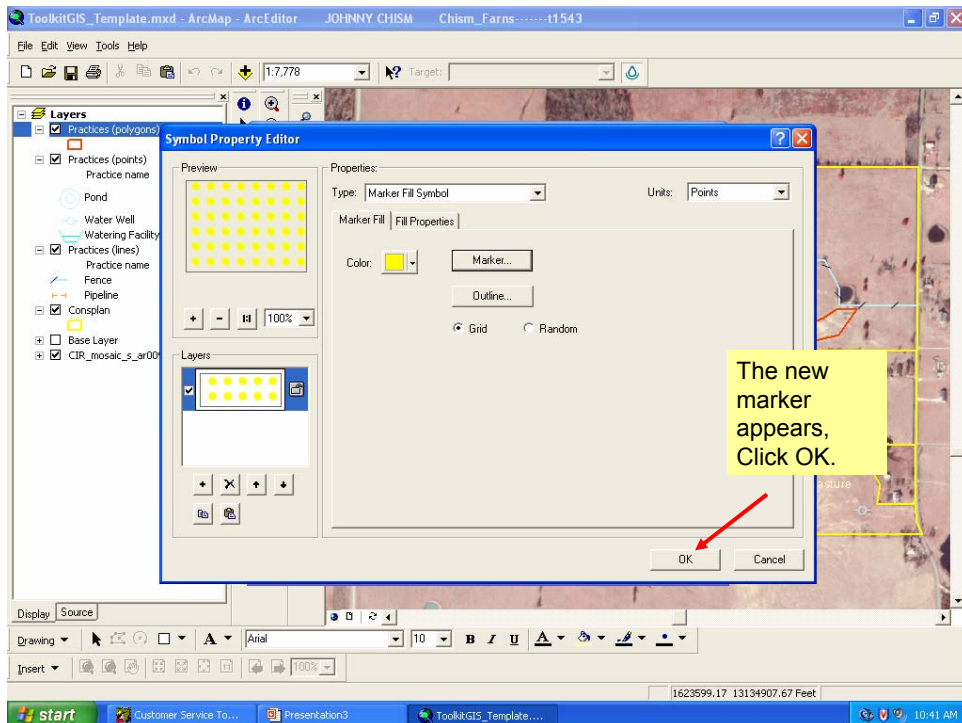 ToolkitGIS_Template.mxd - ArcMap - ArcEditor JOHNNY CHISM Chism_Farns-------t1543
File Edit View Tools Help
1:7,778 Target:
Layers
Practices (polygons)
Practices (points)
Practice name
Pond
Water Well
Watering Facility
Practices (lines)
Practice name
Fence
Pipeline
Consplan
Base Layer
CIR_mosaic_s_ar00
Display Source
Symbol Property Editor
Preview
100%
Layers
Properties:
Type: Marker Fill Symbol Units: Points
Marker Fill Fill Properties
Color: Marker...
Outline...
Grid Random
OK Cancel
The new
marker
appears,
Click OK.
asture
Drawing A Arial 10 B I U A
Insert 100%
1623599.17 13134907.67 Feet
start Customer Service To... Presentation3 ToolkitGIS_Template.... 10:41 AM